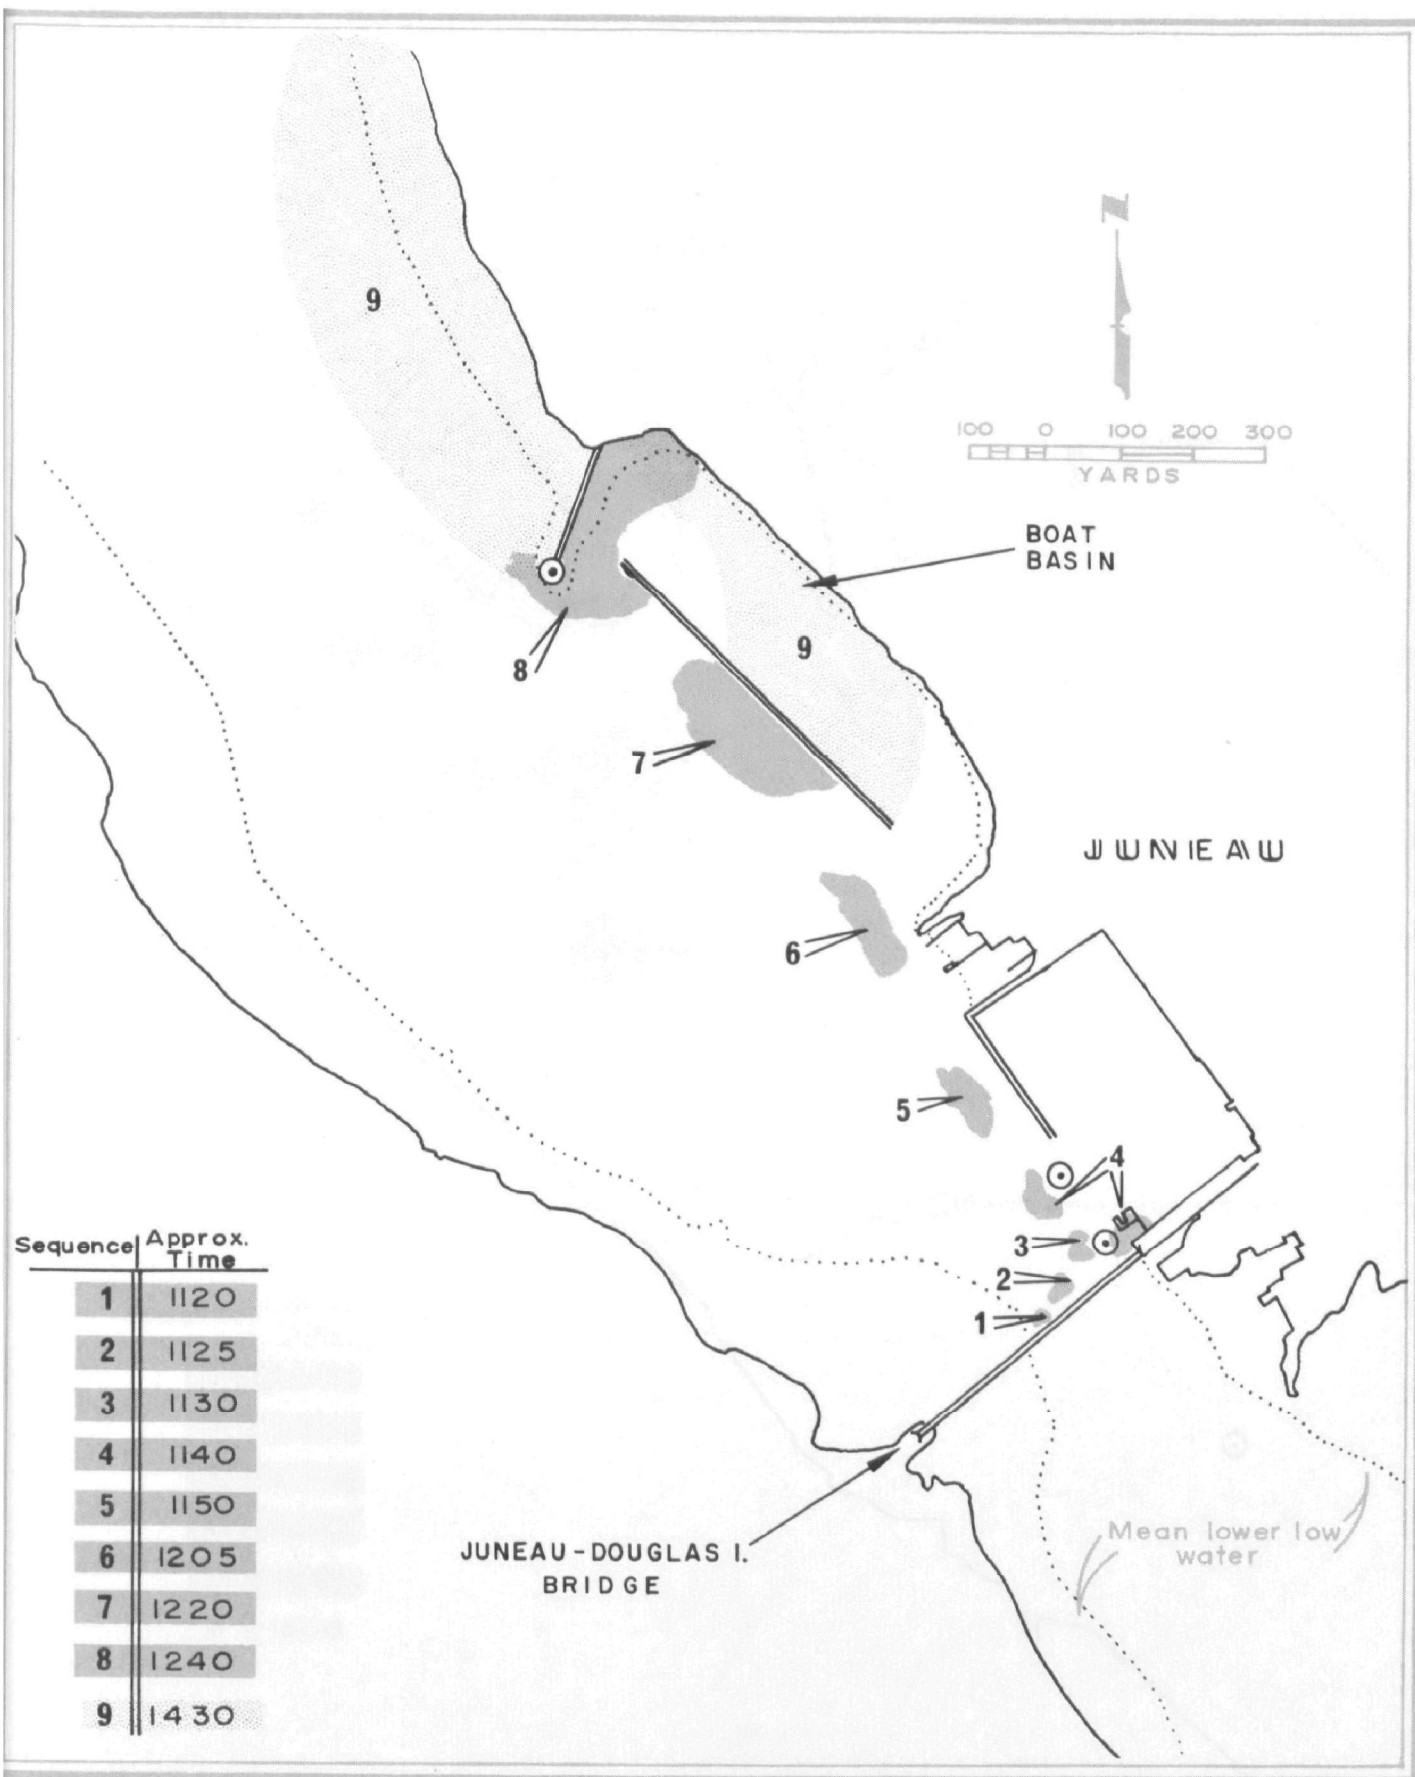 N
100 0 100 200 300
YARDS
9
BOAT
BASIN
9
8
7
JUNEAU
6
5
4
3
2
1
Sequence Approx.
Time
1 1120
2 1125
3 1130
4 1140
5 1150
6 1205
7 1220
8 1240
9 1430
JUNEAU-DOUGLAS I.
BRIDGE
Mean lower low
water